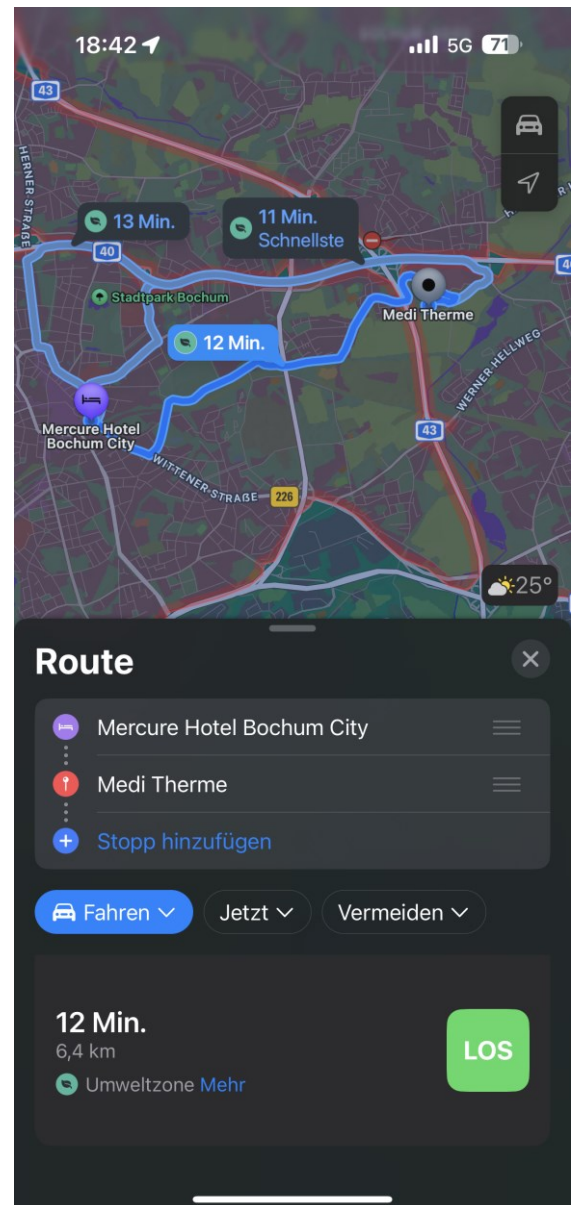 18:42
5G 71
43
HERNER-STRAßE
13 Min.
11 Min.
Schnellste
40
Stadtpark Bochum
Medi Therme
12 Min.
WERNER-HELLWEG
Mercure Hotel
Bochum City
43
WITTENER-STRAßE
226
25°
Route
Mercure Hotel Bochum City
Medi Therme
Stopp hinzufügen
Fahren
Jetzt
Vermeiden
12 Min.
6,4 km
LOS
Umweltzone Mehr